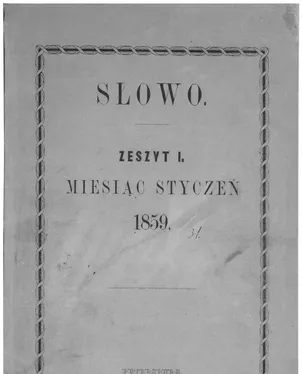 SŁOWO.
ZESZYT I.
MIESIĄC STYCZEŃ
1859.